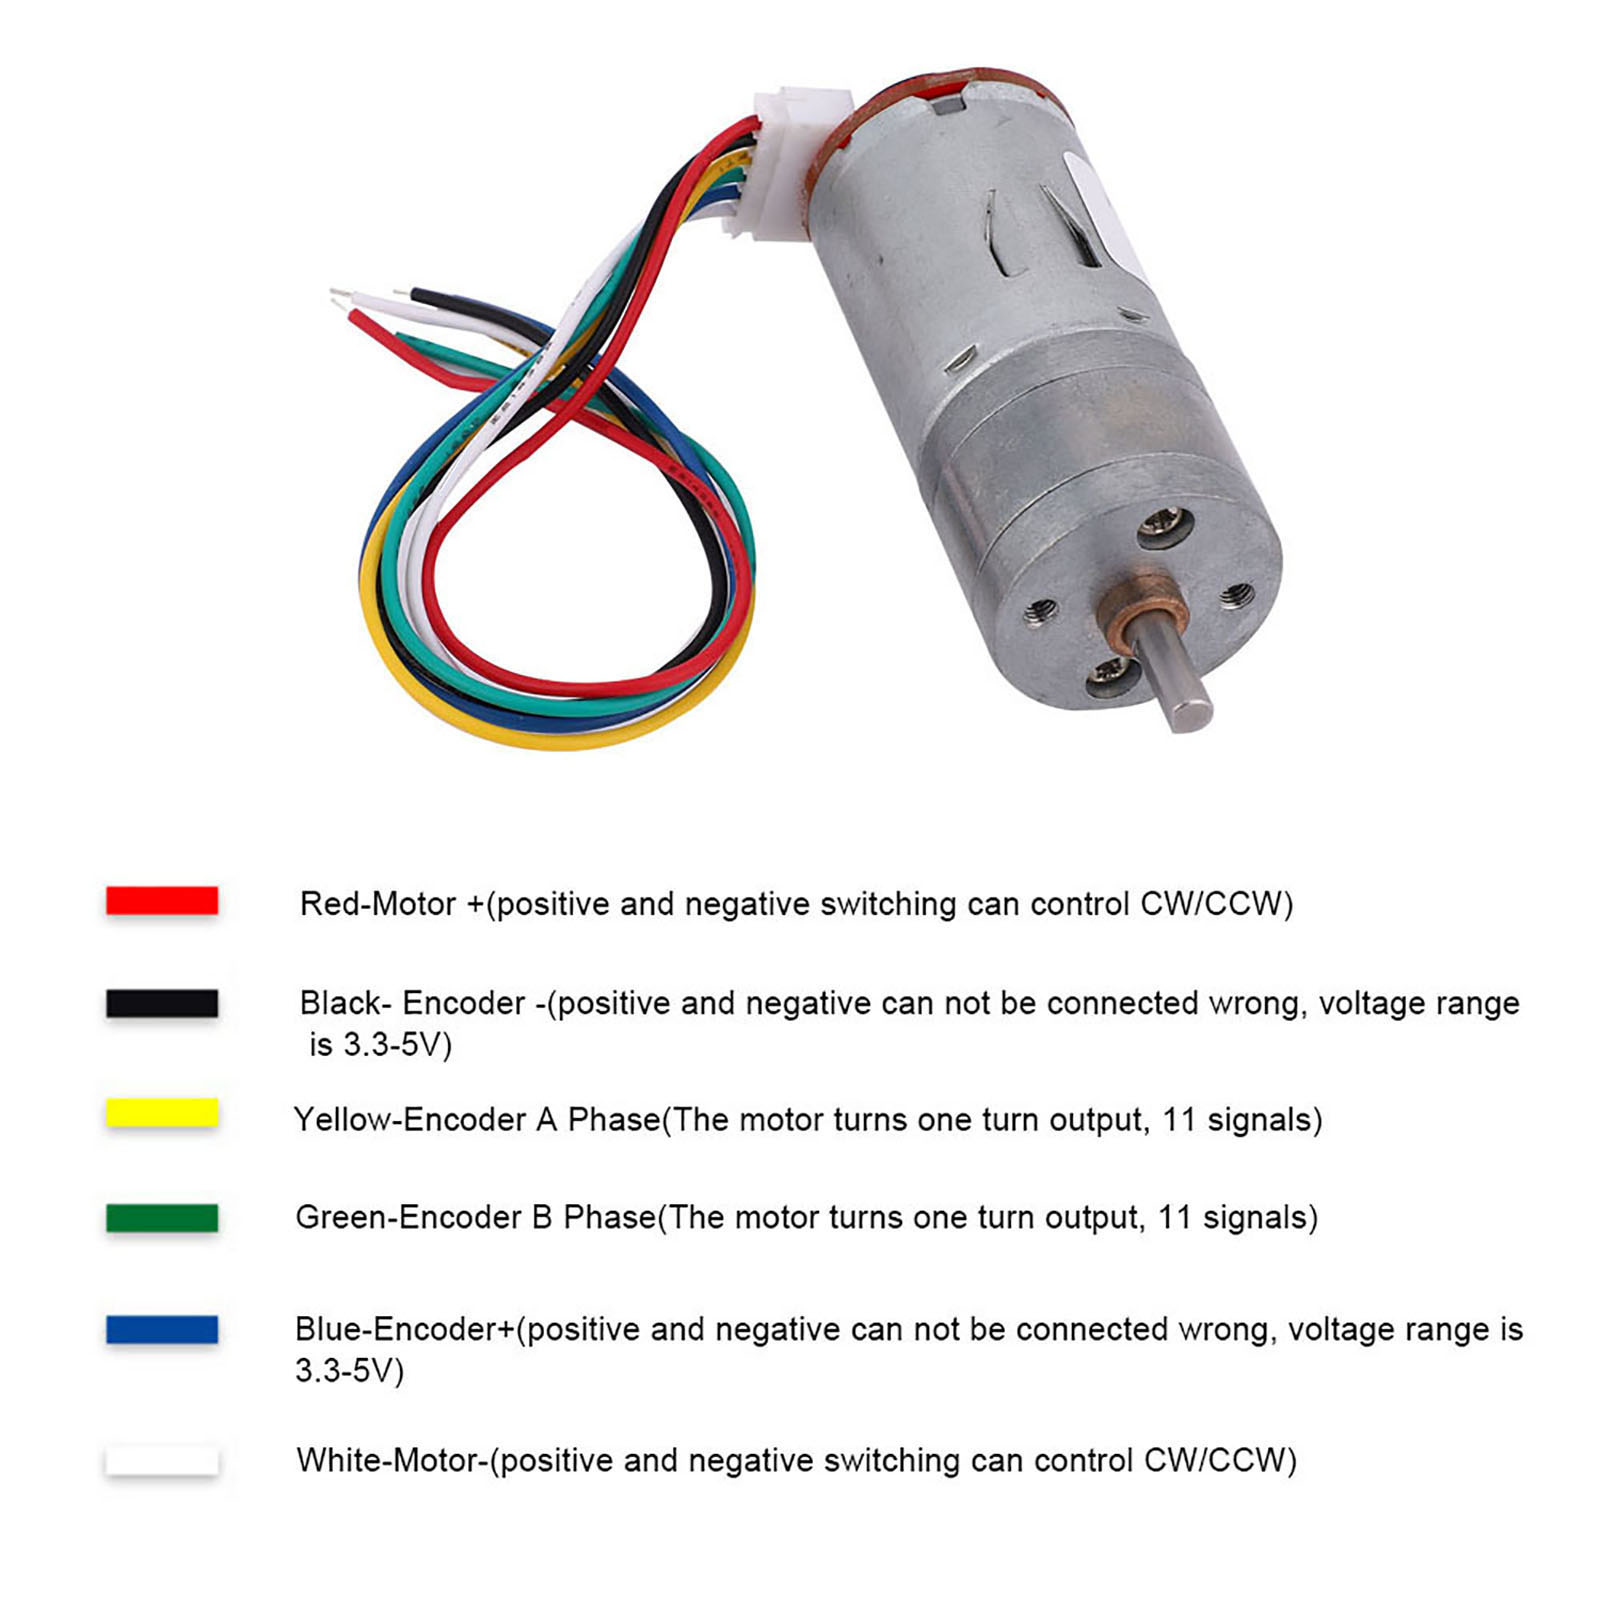 Red-Motor +(positive and negative switching can control CW/CCW)
Black- Encoder -(positive and negative can not be connected wrong, voltage range
is 3.3-5V)
Yellow-Encoder A Phase(The motor turns one turn output, 11 signals)
Green-Encoder B Phase(The motor turns one turn output, 11 signals)
Blue-Encoder+(positive and negative can not be connected wrong, voltage range is
3.3-5V)
White-Motor-(positive and negative switching can control CW/CCW)